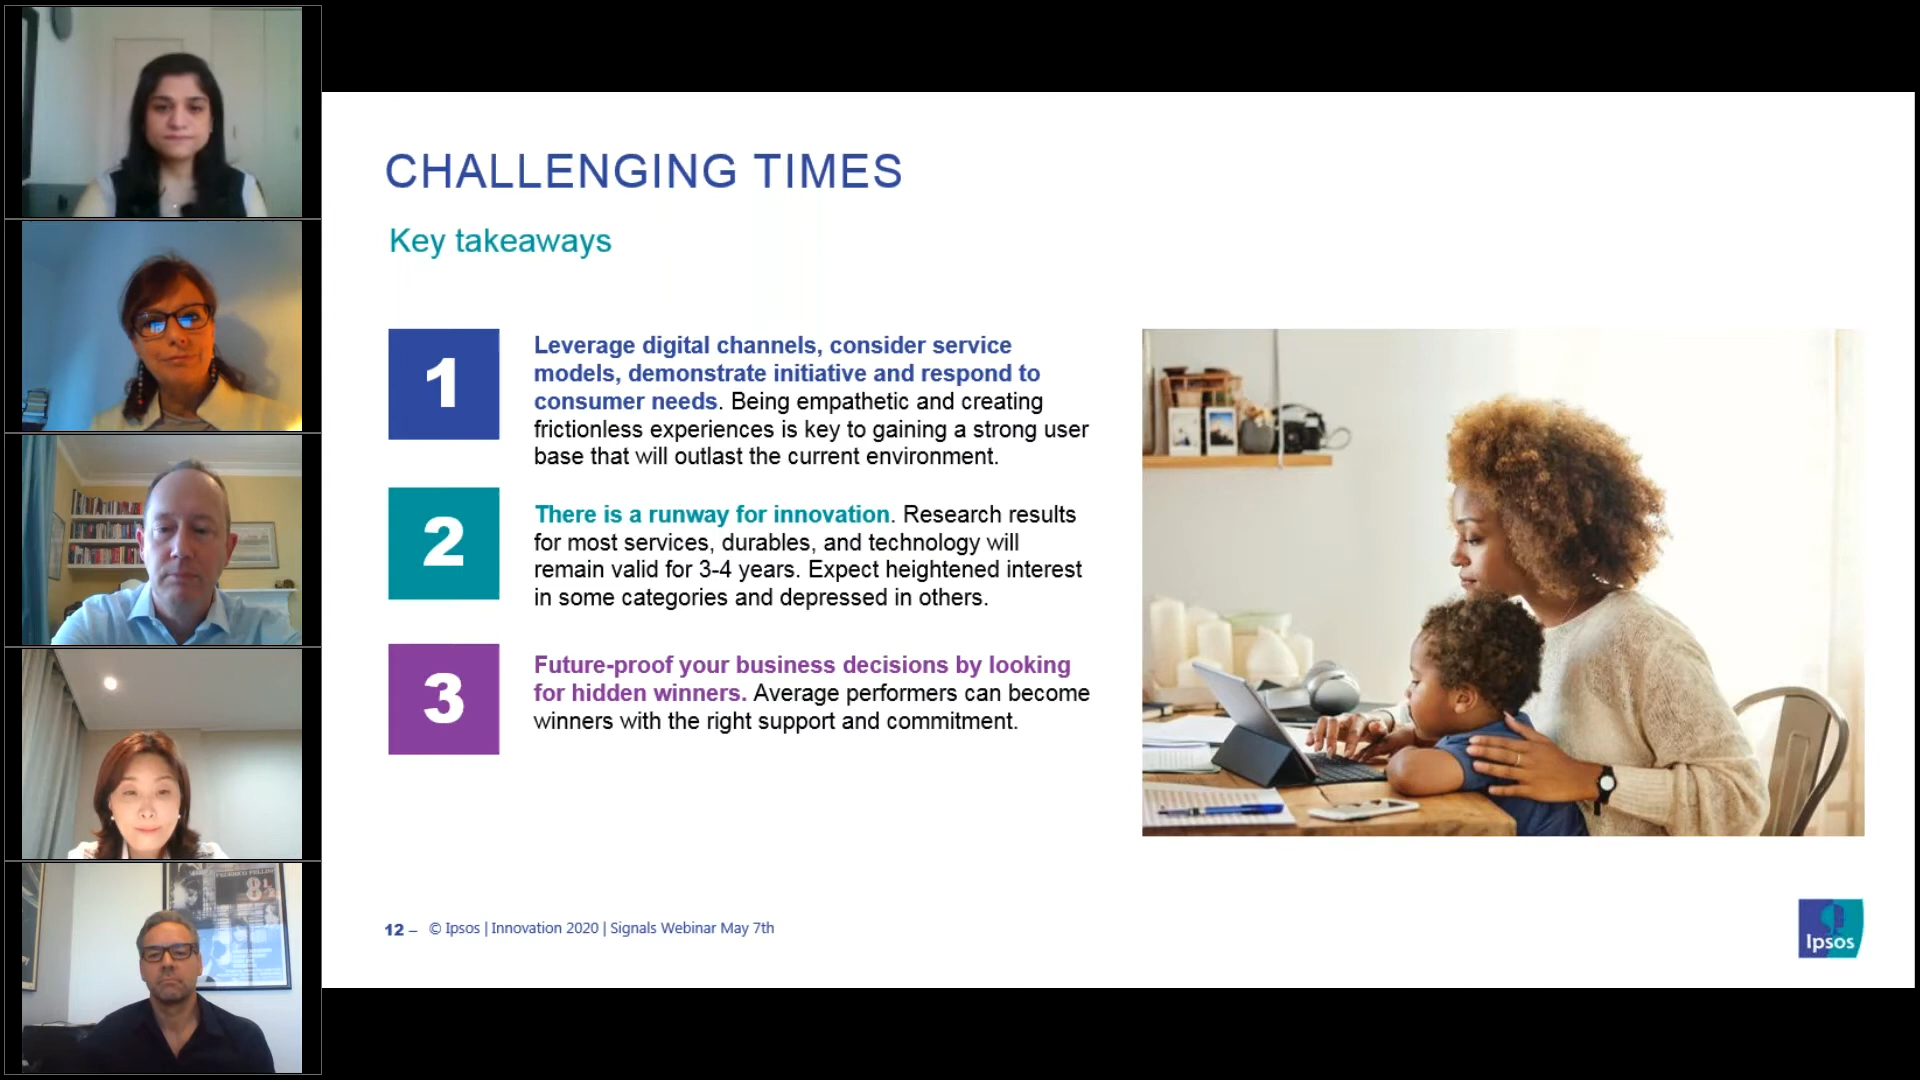 CHALLENGING TIMES
Key takeaways
1
Leverage digital channels, consider service
models, demonstrate initiative and respond to
consumer needs. Being empathetic and creating
frictionless experiences is key to gaining a strong user
base that will outlast the current environment.
2
There is a runway for innovation. Research results
for most services, durables, and technology will
remain valid for 3-4 years. Expect heightened interest
in some categories and depressed in others.
3
Future-proof your business decisions by looking
for hidden winners. Average performers can become
winners with the right support and commitment.
12 – © Ipsos | Innovation 2020 | Signals Webinar May 7th
Ipsos
FEDERICO FELLINI
8½